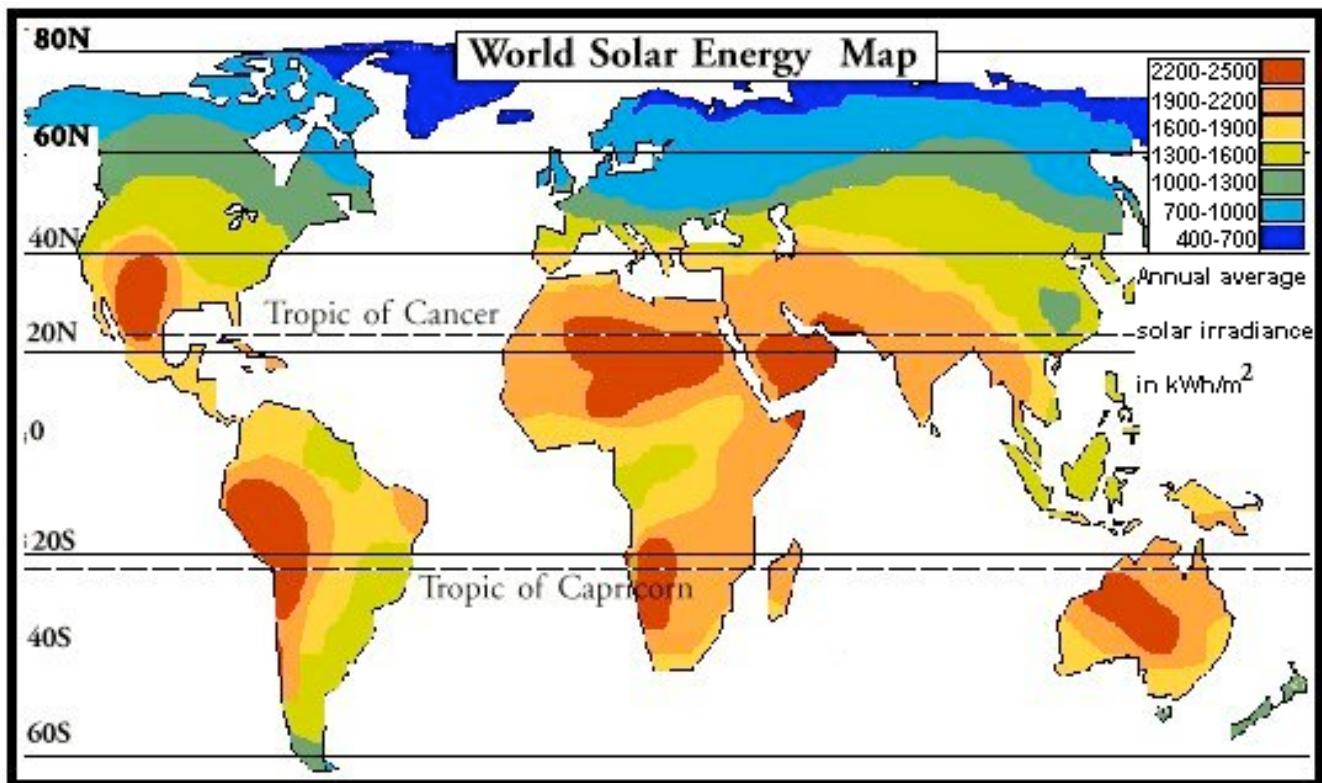 World Solar Energy Map
80N
60N
40N
Tropic of Cancer
20N
0
20S
Tropic of Capricorn
40S
60S
2200-2500
1900-2200
1600-1900
1300-1600
1000-1300
700-1000
400-700
Annual average
solar irradiance
in kWh/m²